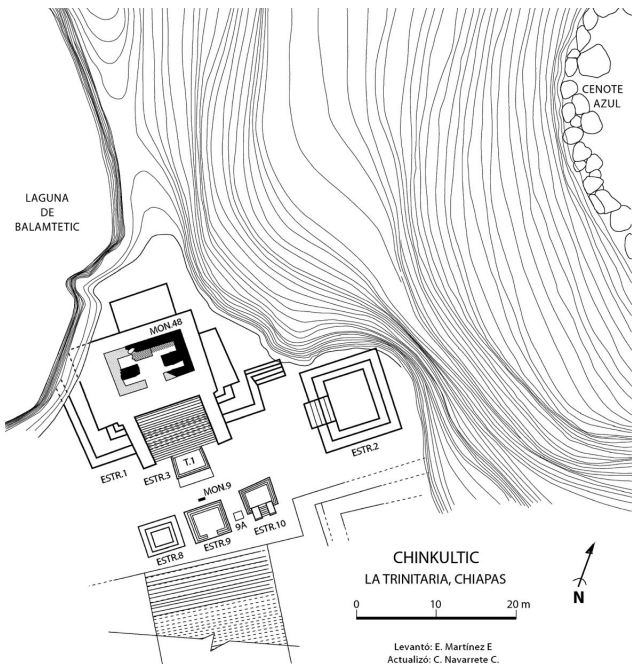 CENOTE
AZUL
LAGUNA
DE
BALAMTETIC
MON.48
ESTR.1
ESTR.3
T.1
ESTR.2
MON.9
ESTR.8
ESTR.9
9A
ESTR.10
CHINKULTIC
LA TRINITARIA, CHIAPAS
0 10 20 m
N
Levantó: E. Martínez E
Actualizó: C. Navarrete C.